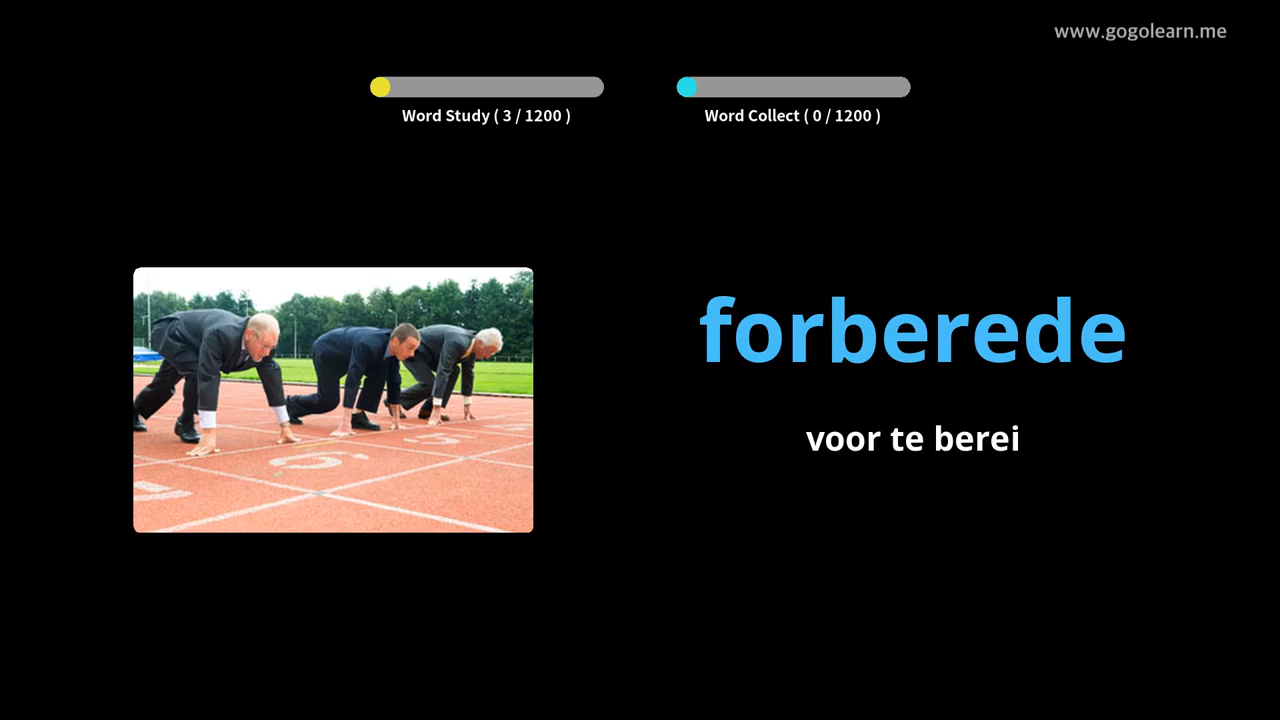 www.gogolearn.me
Word Study ( 3 / 1200 )
Word Collect ( 0 / 1200 )
forberede
voor te berei